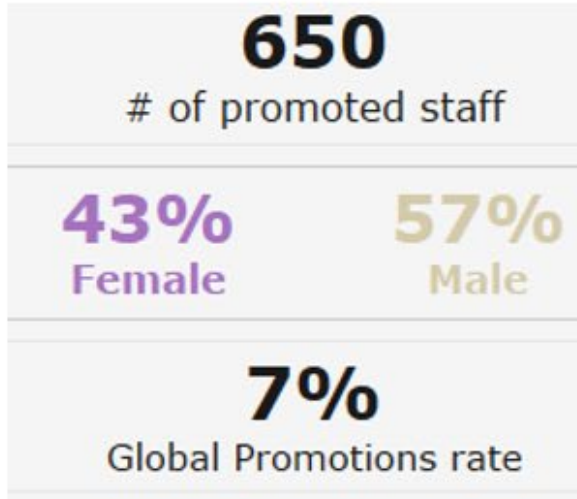 650
# of promoted staff
43% 57%
Female Male
7%
Global Promotions rate